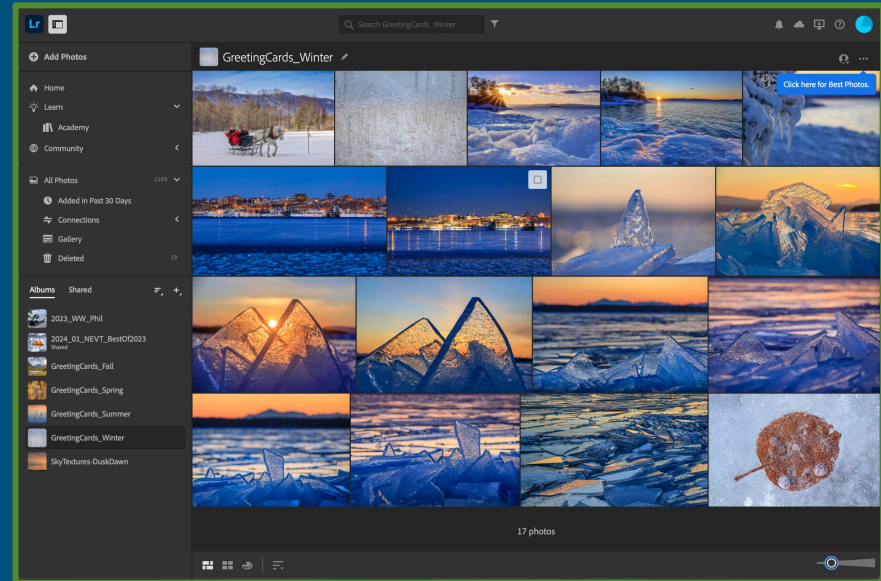 Lr
Search GreetingCards_Winter
Add Photos
GreetingCards_Winter
Click here for Best Photos.
Home
Learn
Academy
Community
All Photos 1193
Added in Past 30 Days
Connections
Gallery
Deleted 19
Albums Shared
2023_WW_Phil
2024_01_NEVT_BestOf2023
Shared
GreetingCards_Fall
GreetingCards_Spring
GreetingCards_Summer
GreetingCards_Winter
SkyTextures-DuskDawn
17 photos